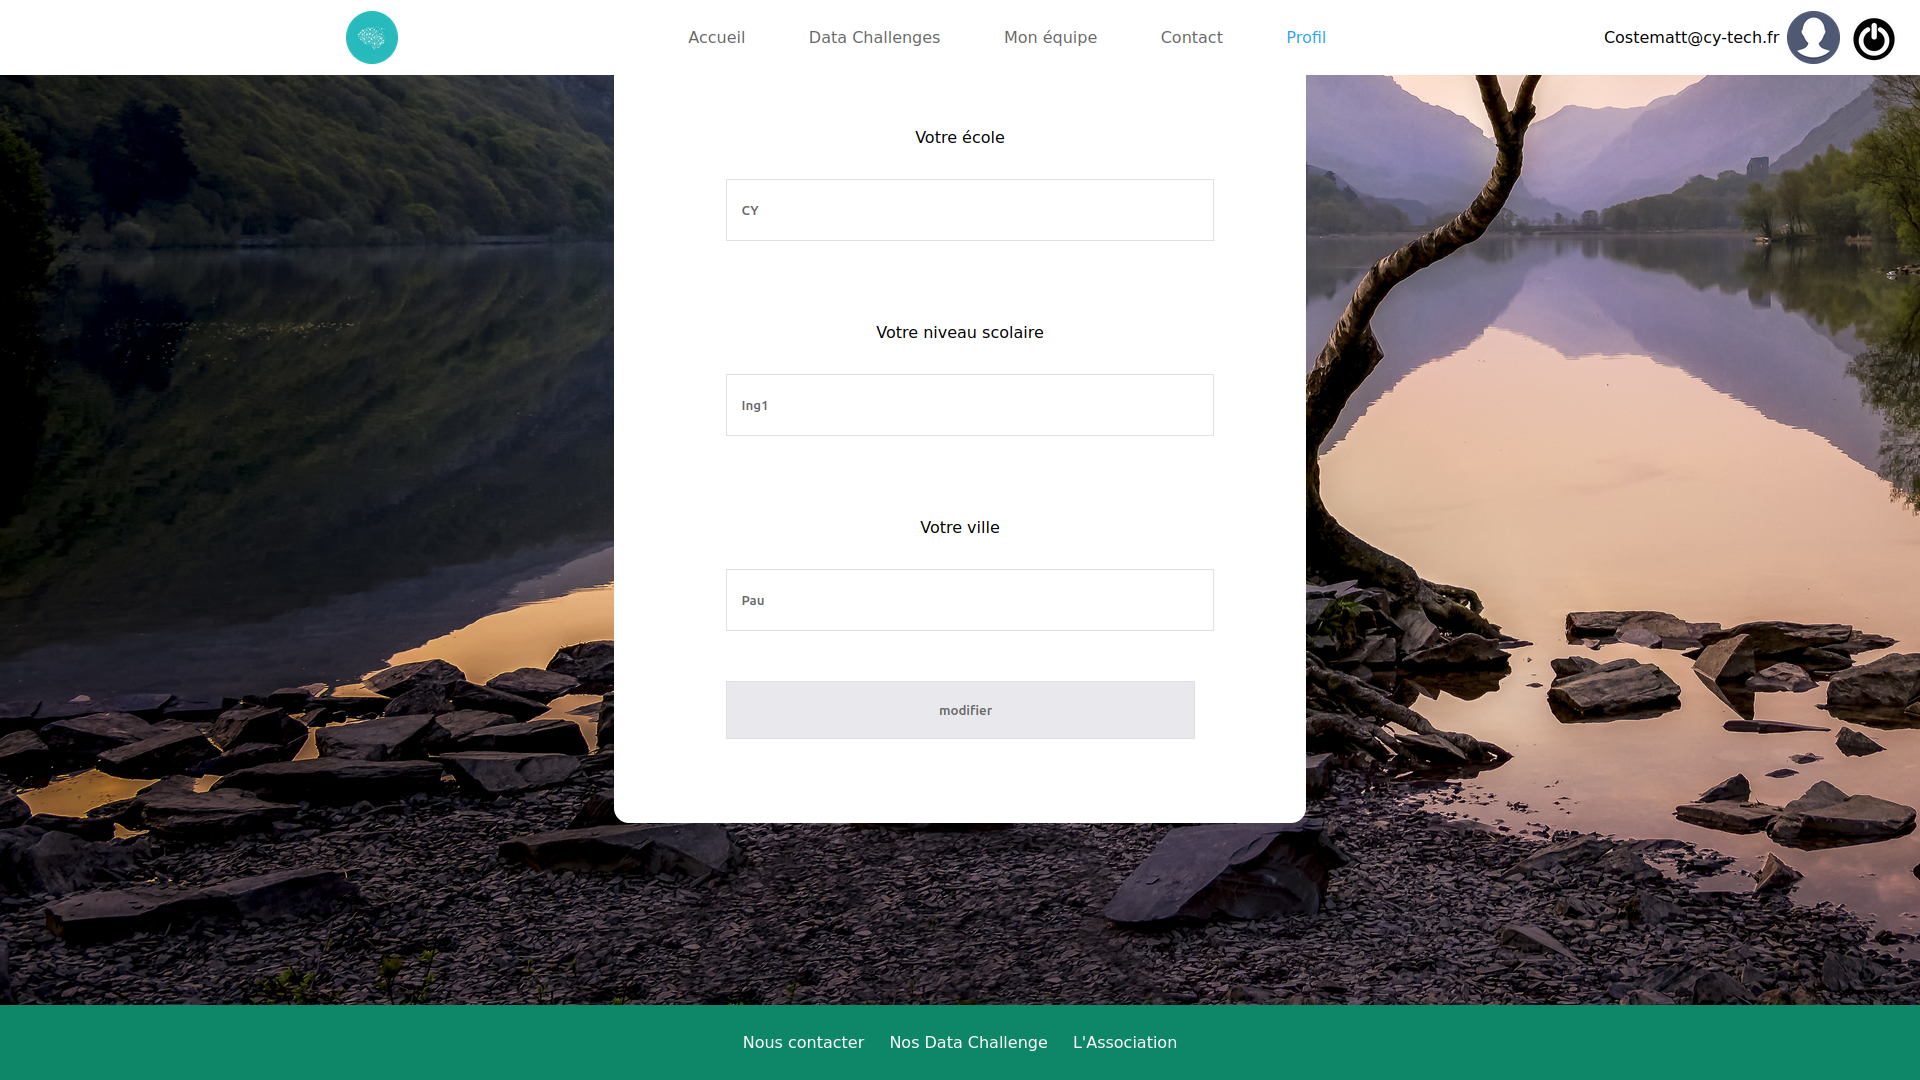 Accueil
Data Challenges
Mon équipe
Contact
Profil
Costematt@cy-tech.fr
Votre école
CY
Votre niveau scolaire
Ing1
Votre ville
Pau
modifier
Nous contacter
Nos Data Challenge
L'Association